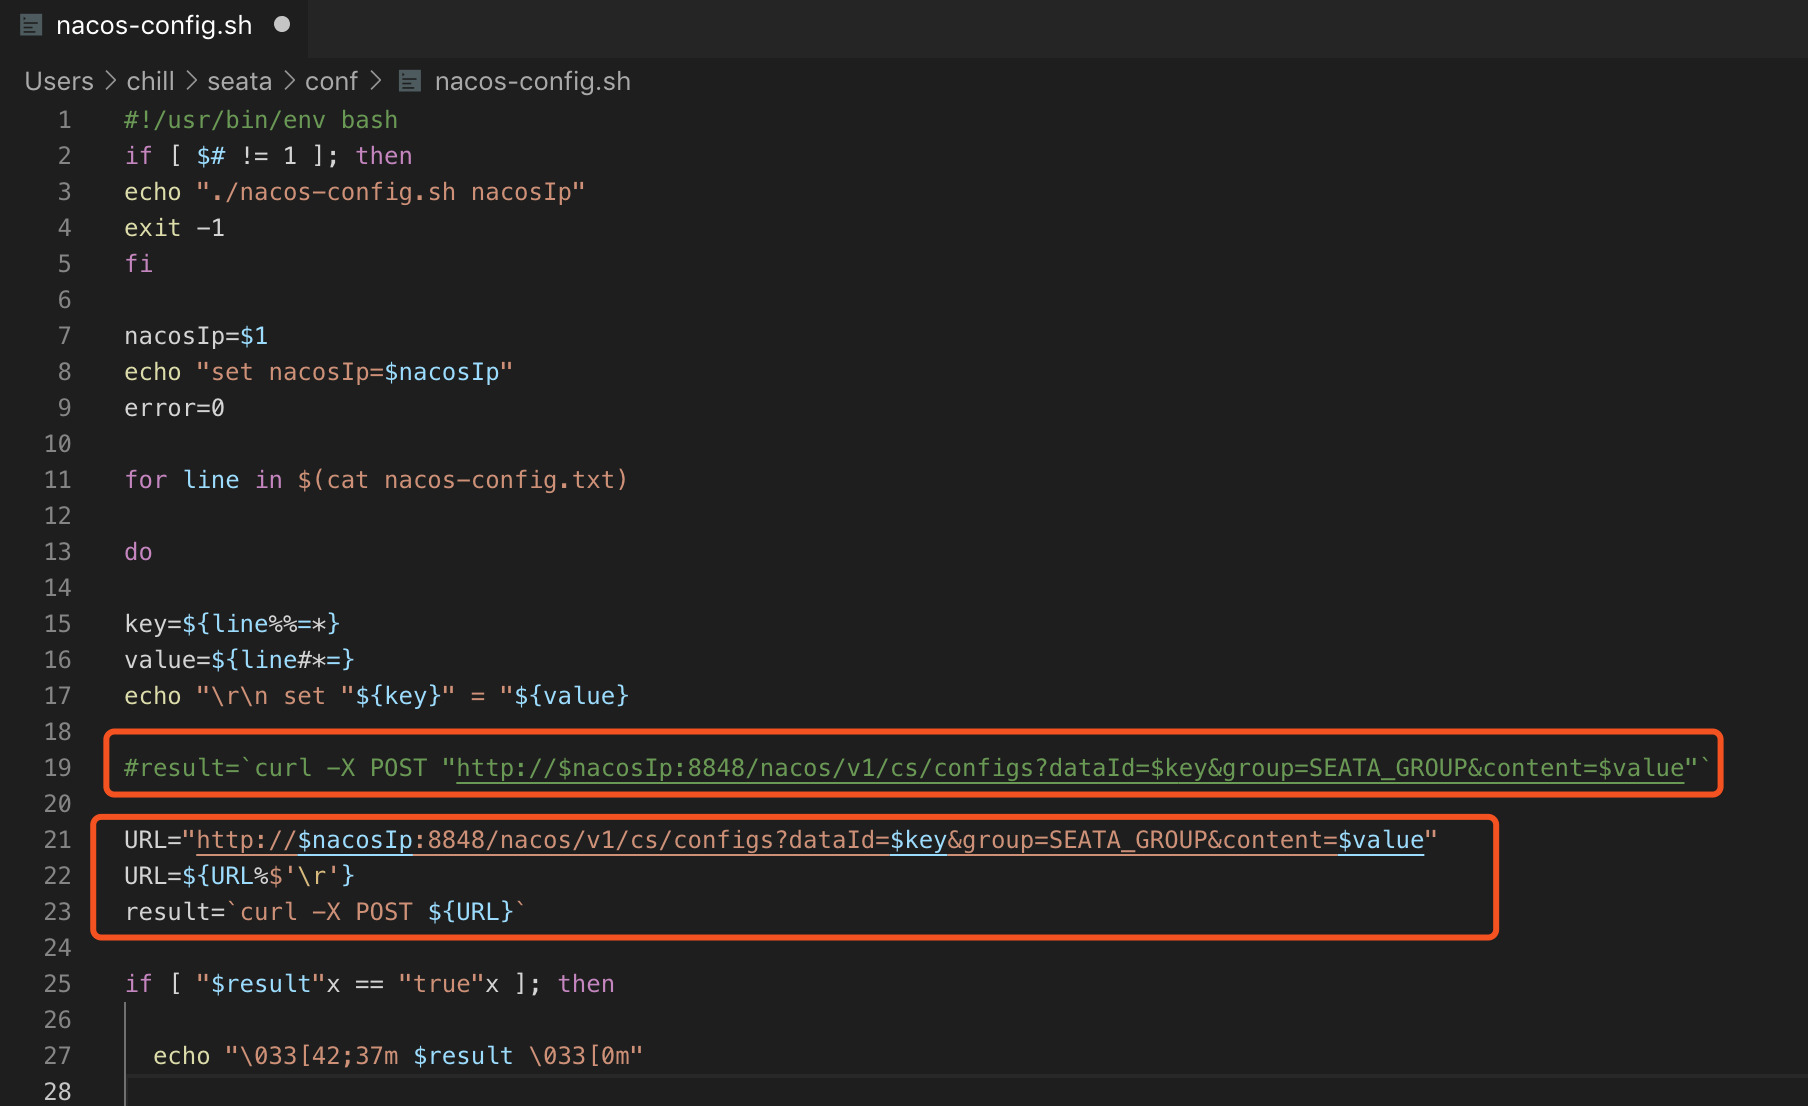 nacos-config.sh
Users > chill > seata > conf > nacos-config.sh
1 #!/usr/bin/env bash
2 if [ $# != 1 ]; then
3 echo "./nacos-config.sh nacosIp"
4 exit -1
5 fi
6
7 nacosIp=$1
8 echo "set nacosIp=$nacosIp"
9 error=0
10
11 for line in $(cat nacos-config.txt)
12
13 do
14
15 key=${line%%=*}
16 value=${line#*=}
17 echo "\r\n set "${key}" = "${value}
18
19 #result=`curl -X POST "http://$nacosIp:8848/nacos/v1/cs/configs?dataId=$key&group=SEATA_GROUP&content=$value"`
20
21 URL="http://$nacosIp:8848/nacos/v1/cs/configs?dataId=$key&group=SEATA_GROUP&content=$value"
22 URL=${URL%$'\r'}
23 result=`curl -X POST ${URL}`
24
25 if [ "$result"x == "true"x ]; then
26
27 echo "\033[42;37m $result \033[0m"
28